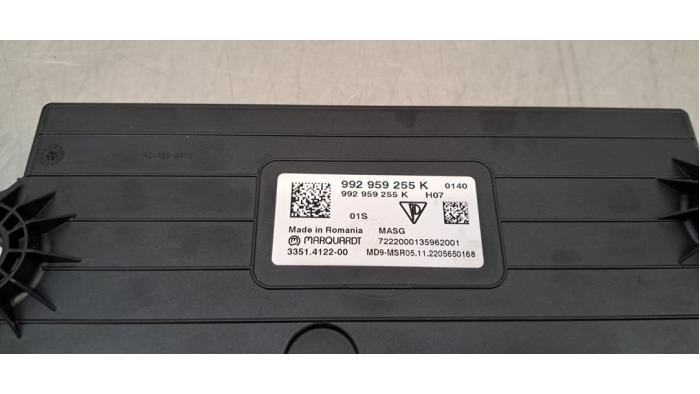 992 959 255 K 0140
992 959 255 K H07
01S
Made in Romania MASG
MARQUARDT 7222000135962001
3351.4122-00 MD9-MSR05.11.2205650168